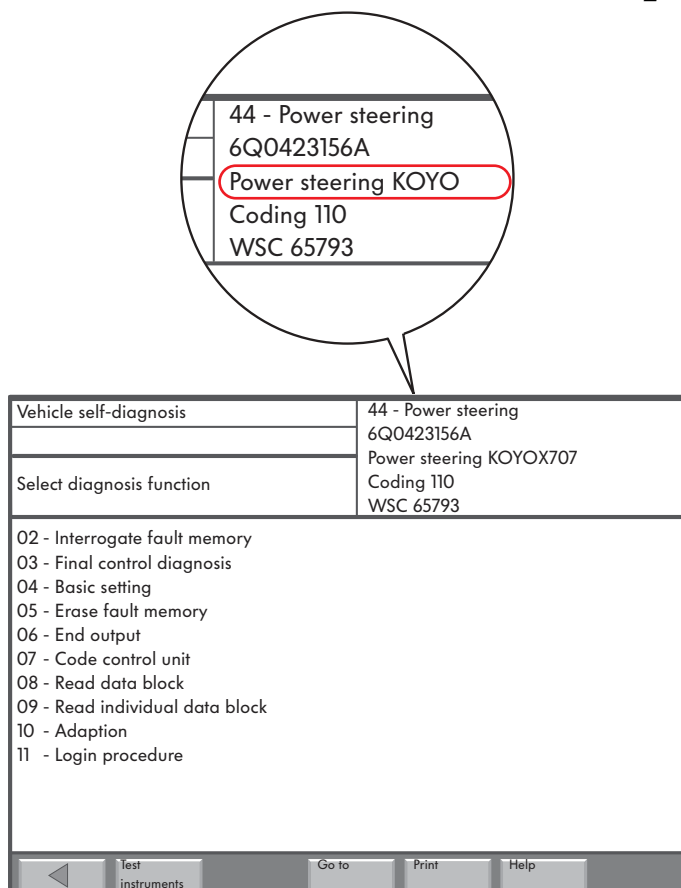 44 - Power steering
6Q0423156A
Power steering KOYO
Coding 110
WSC 65793
Vehicle self-diagnosis
Select diagnosis function
44 - Power steering
6Q0423156A
Power steering KOYOX707
Coding 110
WSC 65793
02 - Interrogate fault memory
03 - Final control diagnosis
04 - Basic setting
05 - Erase fault memory
06 - End output
07 - Code control unit
08 - Read data block
09 - Read individual data block
10 - Adaption
11 - Login procedure
Test
instruments
Go to
Print
Help